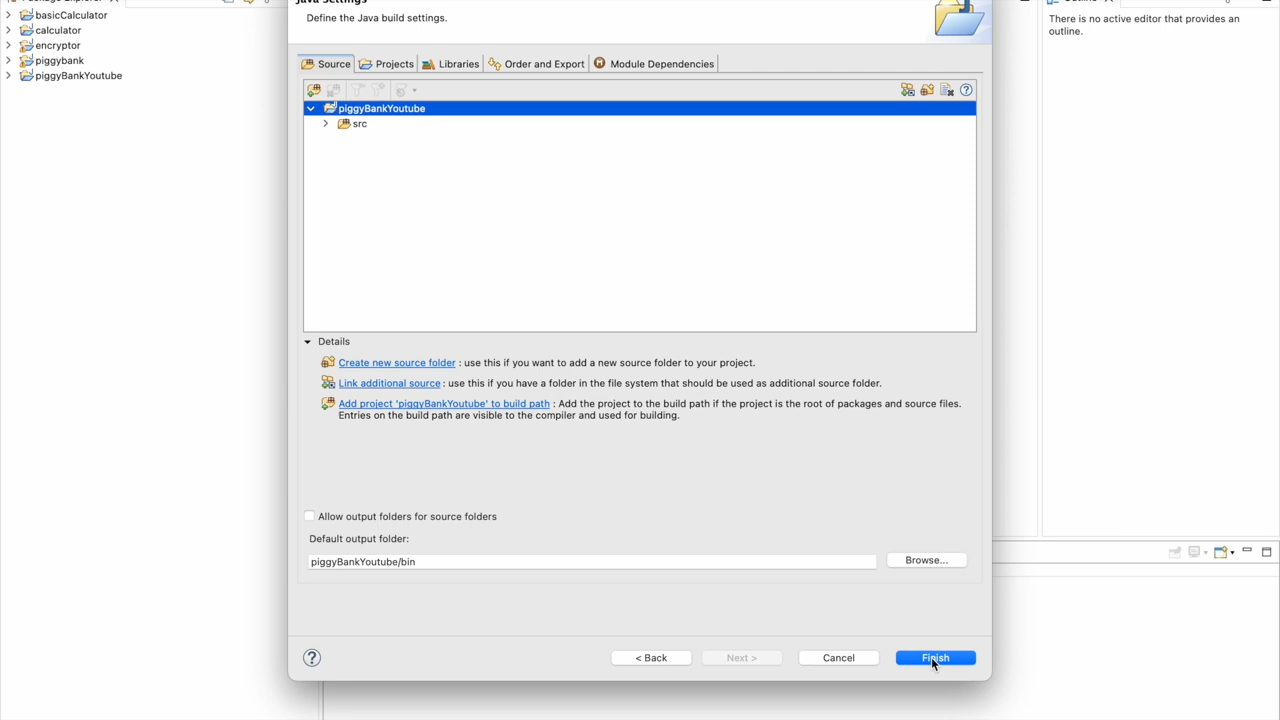 Package Explorer
basicCalculator
calculator
encryptor
piggybank
piggyBankYoutube
Java Settings
Define the Java build settings.
Source
Projects
Libraries
Order and Export
Module Dependencies
piggyBankYoutube
src
Details
Create new source folder : use this if you want to add a new source folder to your project.
Link additional source : use this if you have a folder in the file system that should be used as additional source folder.
Add project 'piggyBankYoutube' to build path : Add the project to the build path if the project is the root of packages and source files.
Entries on the build path are visible to the compiler and used for building.
Allow output folders for source folders
Default output folder:
piggyBankYoutube/bin
Browse...
< Back
Next >
Cancel
Finish
Outline
There is no active editor that provides an
outline.